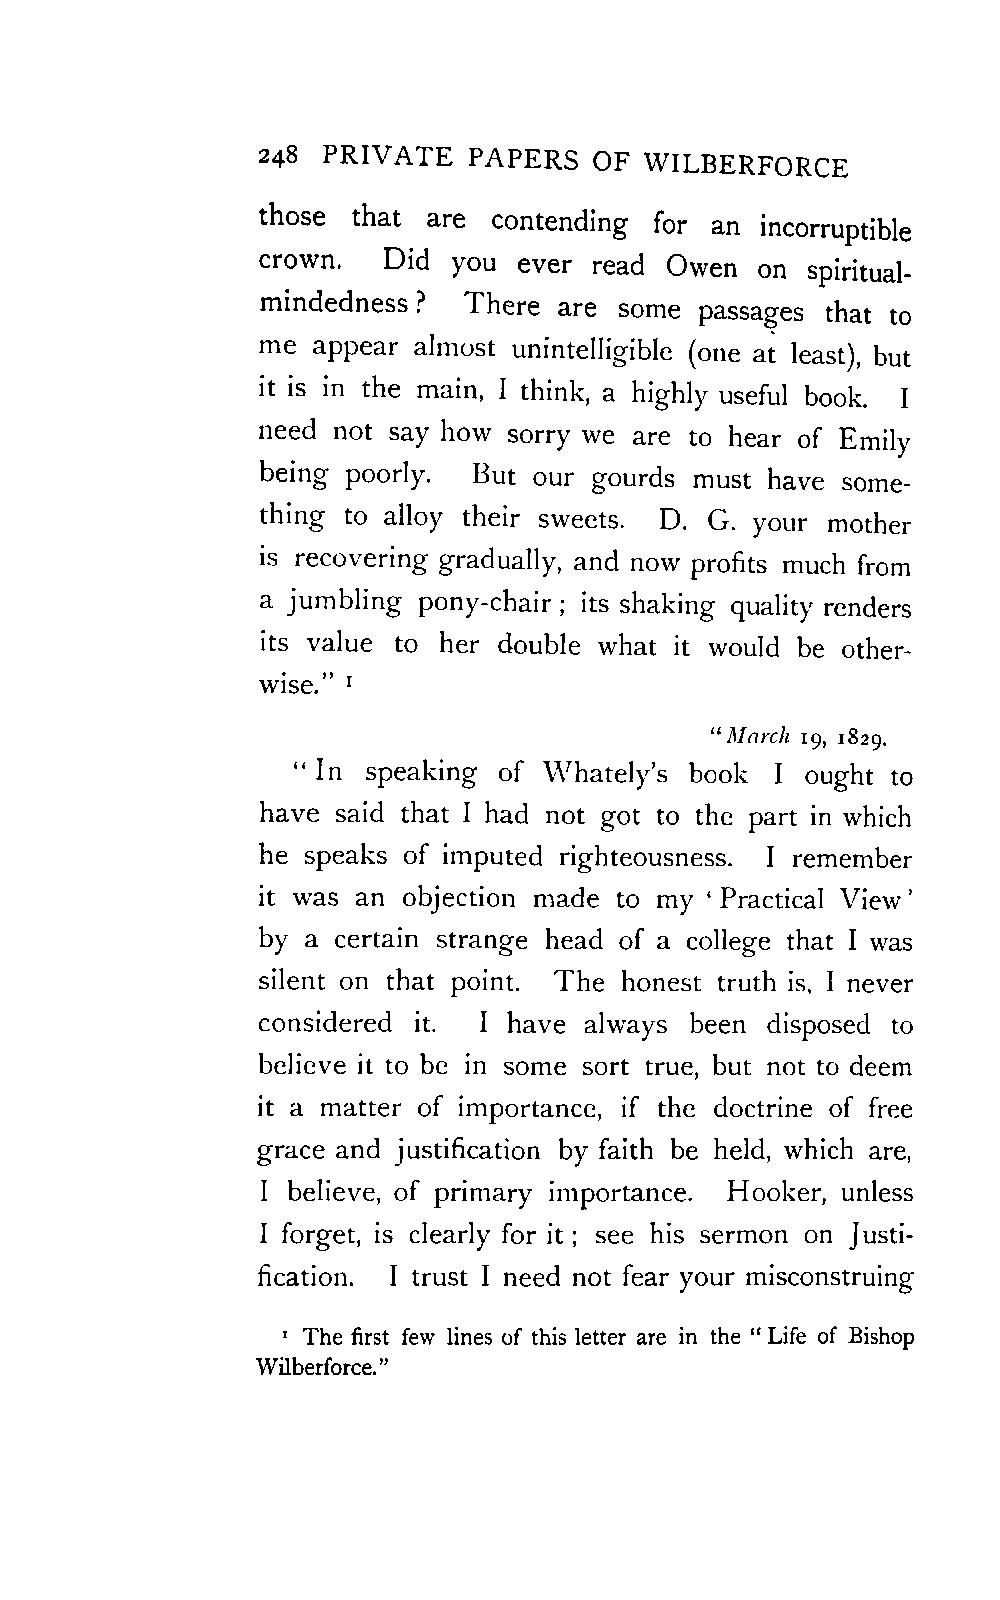 248 PRIVATE PAPERS OF WILBERFORCE
those that are contending for an incorruptible
crown. Did you ever read Owen on spiritual-
mindedness? There are some passages that to
me appear almost unintelligible (one at least), but
it is in the main, I think, a highly useful book. I
need not say how sorry we are to hear of Emily
being poorly. But our gourds must have some-
thing to alloy their sweets. D. G. your mother
is recovering gradually, and now profits much from
a jumbling pony-chair; its shaking quality renders
its value to her double what it would be other-
wise." 1
"March 19, 1829.
"In speaking of Whately's book I ought to
have said that I had not got to the part in which
he speaks of imputed righteousness. I remember
it was an objection made to my 'Practical View'
by a certain strange head of a college that I was
silent on that point. The honest truth is, I never
considered it. I have always been disposed to
believe it to be in some sort true, but not to deem
it a matter of importance, if the doctrine of free
grace and justification by faith be held, which are,
I believe, of primary importance. Hooker, unless
I forget, is clearly for it; see his sermon on Justi-
fication. I trust I need not fear your misconstruing
1 The first few lines of this letter are in the "Life of Bishop
Wilberforce."